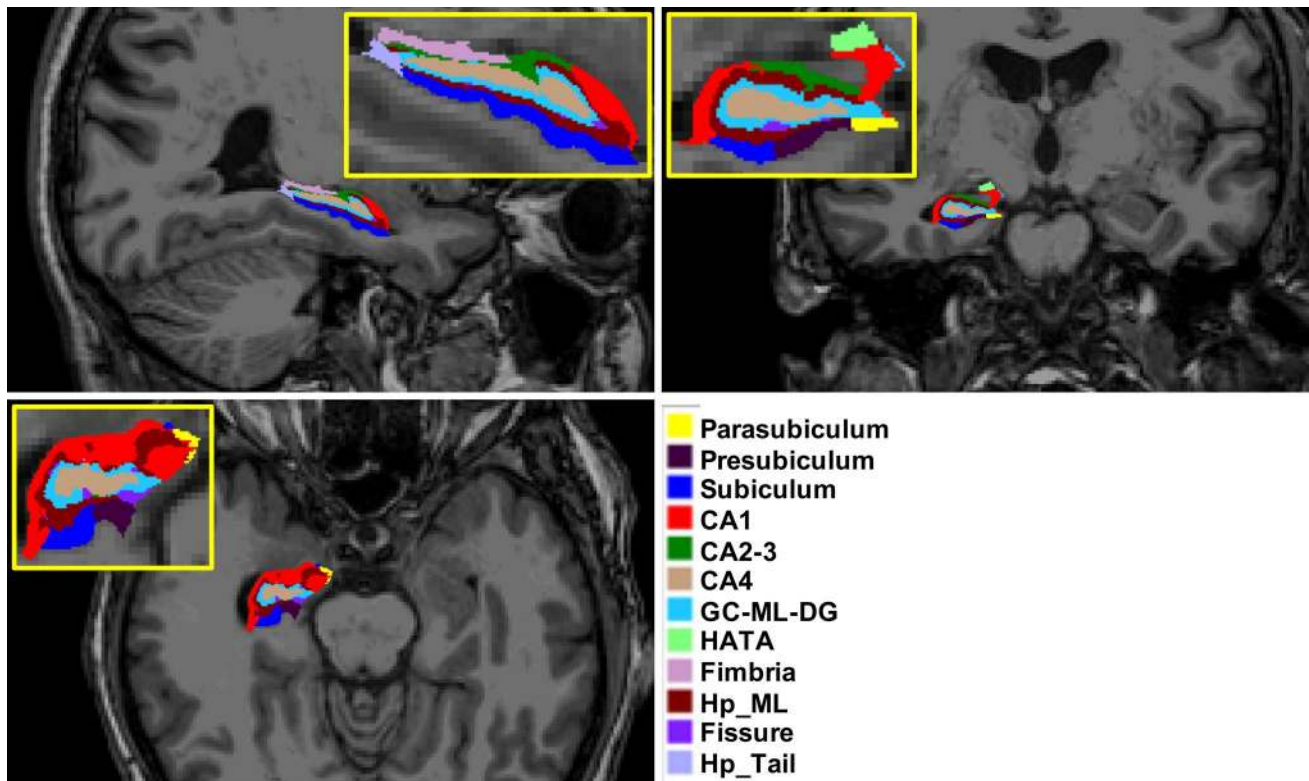 Parasubiculum
Presubiculum
Subiculum
CA1
CA2-3
CA4
GC-ML-DG
HATA
Fimbria
Hp_ML
Fissure
Hp_Tail